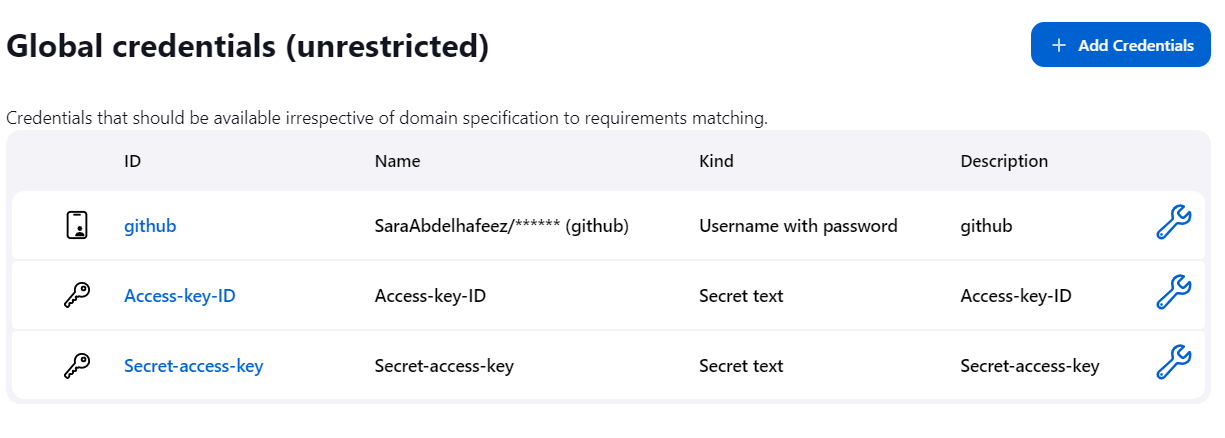 Global credentials (unrestricted)
+ Add Credentials
Credentials that should be available irrespective of domain specification to requirements matching.
ID Name Kind Description
github SaraAbdelhafeez/****** (github) Username with password github
Access-key-ID Access-key-ID Secret text Access-key-ID
Secret-access-key Secret-access-key Secret text Secret-access-key